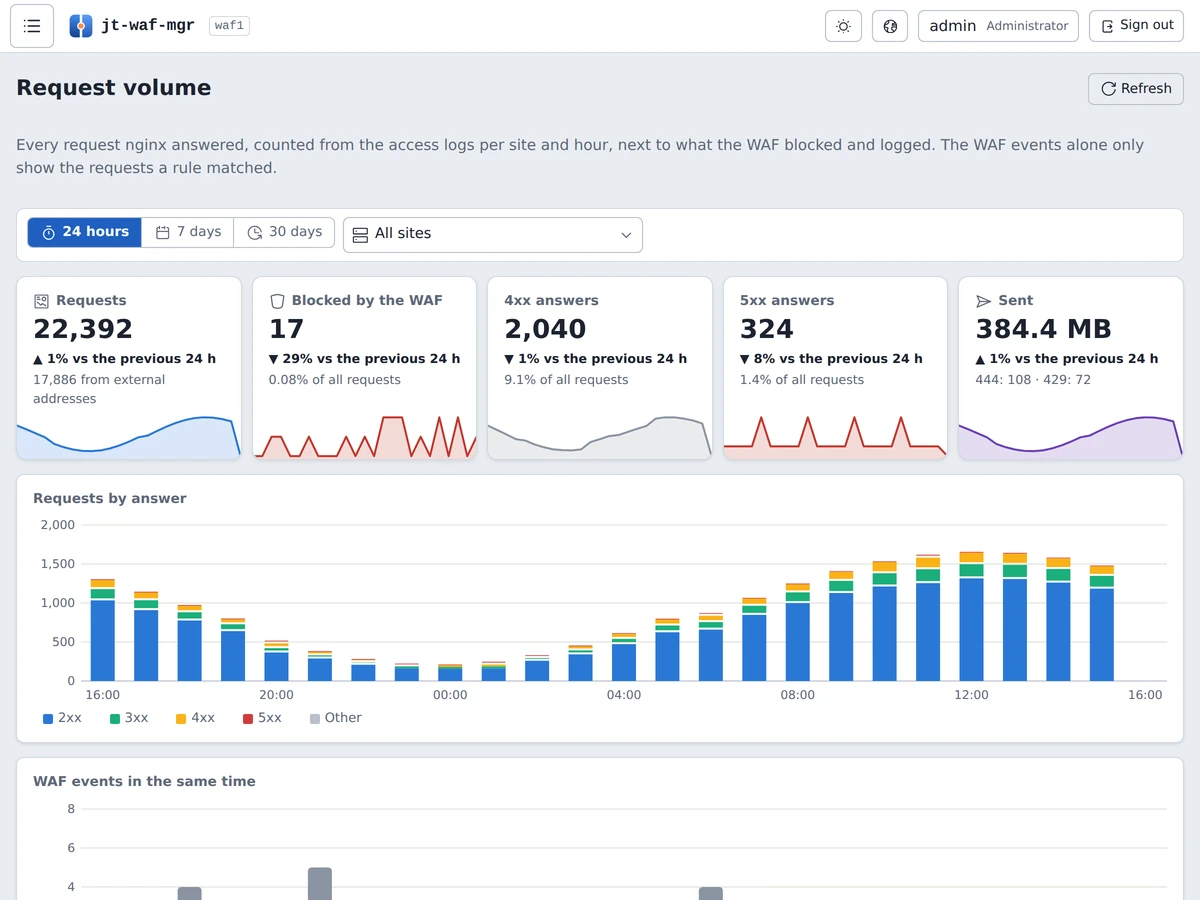 jt-waf-mgr waf1 admin Administrator Sign out
Request volume Refresh
Every request nginx answered, counted from the access logs per site and hour, next to what the WAF blocked and logged. The WAF events alone only
show the requests a rule matched.
24 hours 7 days 30 days All sites
Requests
22,392
▲ 1% vs the previous 24 h
17,886 from external
addresses
Blocked by the WAF
17
▼ 29% vs the previous 24 h
0.08% of all requests
4xx answers
2,040
▼ 1% vs the previous 24 h
9.1% of all requests
5xx answers
324
▼ 8% vs the previous 24 h
1.4% of all requests
Sent
384.4 MB
▲ 1% vs the previous 24 h
444: 108 · 429: 72
Requests by answer
2,000
1,500
1,000
500
0
16:00 20:00 00:00 04:00 08:00 12:00 16:00
2xx 3xx 4xx 5xx Other
WAF events in the same time
8
6
4